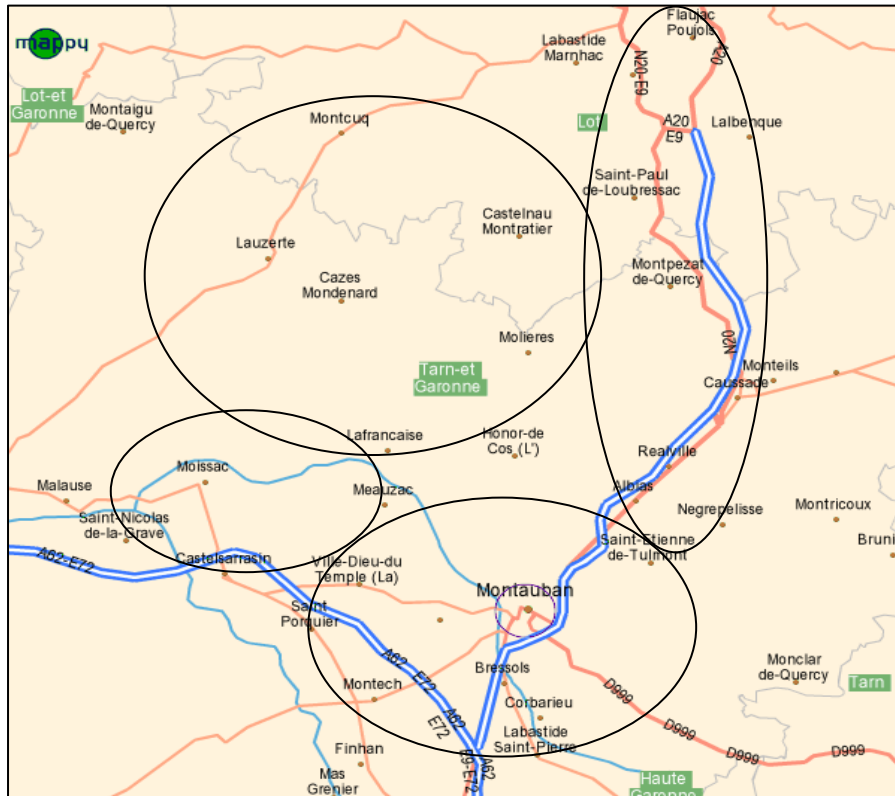 Flaujac
Poujols
mappy
A20
Labastide
Marnhac
N20-E9
Lot-et
Garonne
Montaigu
de-Quercy
Montcuq
Lot
A20
E9
Lalbenque
Saint-Paul
de-Loubressac
Castelnau
Montratier
Lauzerte
Cazes
Mondenard
Montpezat
de-Quercy
N20
Molieres
Tarn-et
Garonne
Monteils
Caussade
Lafrancaise
Honor-de
Cos (L')
Moissac
Realville
Malause
Meauzac
Albias
Negrepelisse
Montricoux
Saint-Nicolas
de-la-Grave
Saint-Etienne
de-Tulmont
Bruni
A62-E72
Castelsarrasin
Ville-Dieu-du
Temple (La)
Montauban
Saint
Porquier
A62
E72
Bressols
Monclar
de-Quercy
Tarn
Montech
D999
A62
E72
Corbarieu
Labastide
Saint-Pierre
D999
D999
D999
Finhan
A62
E9-E72
Mas
Grenier
Haute
Garonne